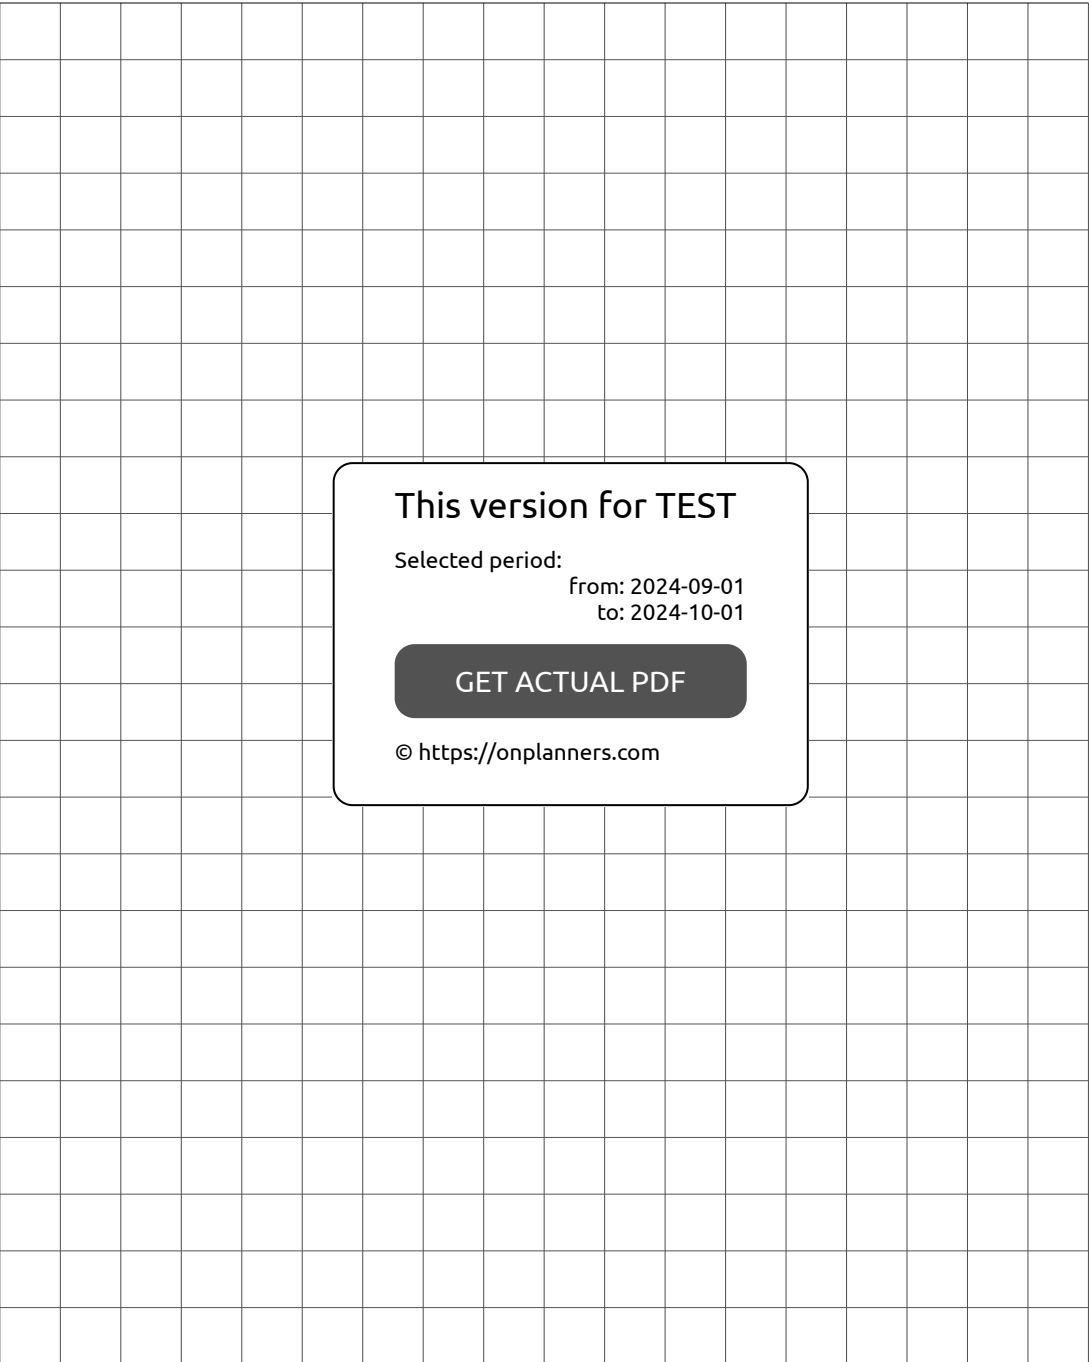 This version for TEST
Selected period:
from: 2024-09-01
to: 2024-10-01
GET ACTUAL PDF
© https://onplanners.com